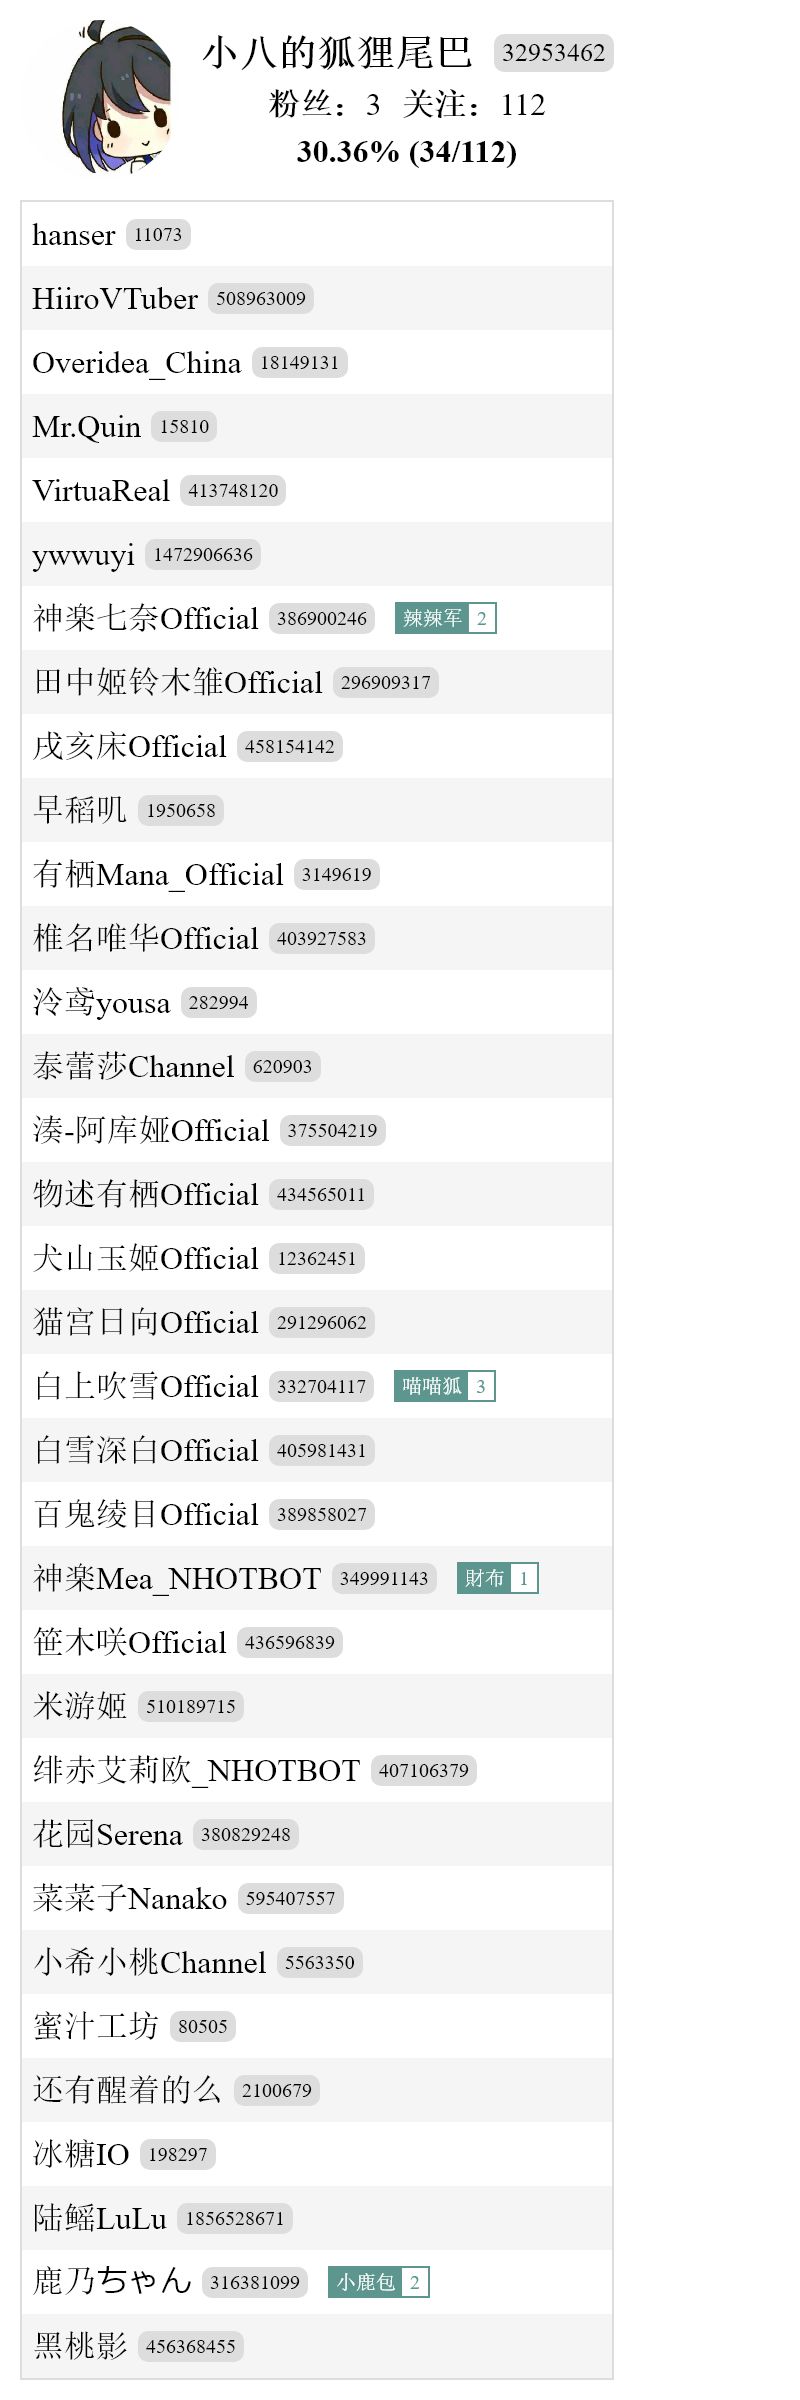 小八的狐狸尾巴 32953462
粉丝：3 关注：112
30.36% (34/112)
hanser 11073
HiiroVTuber 508963009
Overidea_China 18149131
Mr.Quin 15810
VirtuaReal 413748120
ywwuyi 1472906636
神楽七奈Official 386900246 辣辣军 2
田中姬铃木雏Official 296909317
戌亥床Official 458154142
早稻叽 1950658
有栖Mana_Official 3149619
椎名唯华Official 403927583
泠鸢yousa 282994
泰蕾莎Channel 620903
湊-阿库娅Official 375504219
物述有栖Official 434565011
犬山玉姬Official 12362451
猫宫日向Official 291296062
白上吹雪Official 332704117 喵喵狐 3
白雪深白Official 405981431
百鬼绫目Official 389858027
神楽Mea_NHOTBOT 349991143 財布 1
笹木咲Official 436596839
米游姬 510189715
绯赤艾莉欧_NHOTBOT 407106379
花园Serena 380829248
菜菜子Nanako 595407557
小希小桃Channel 5563350
蜜汁工坊 80505
还有醒着的么 2100679
冰糖IO 198297
陆鳐LuLu 1856528671
鹿乃ちゃん 316381099 小鹿包 2
黑桃影 456368455